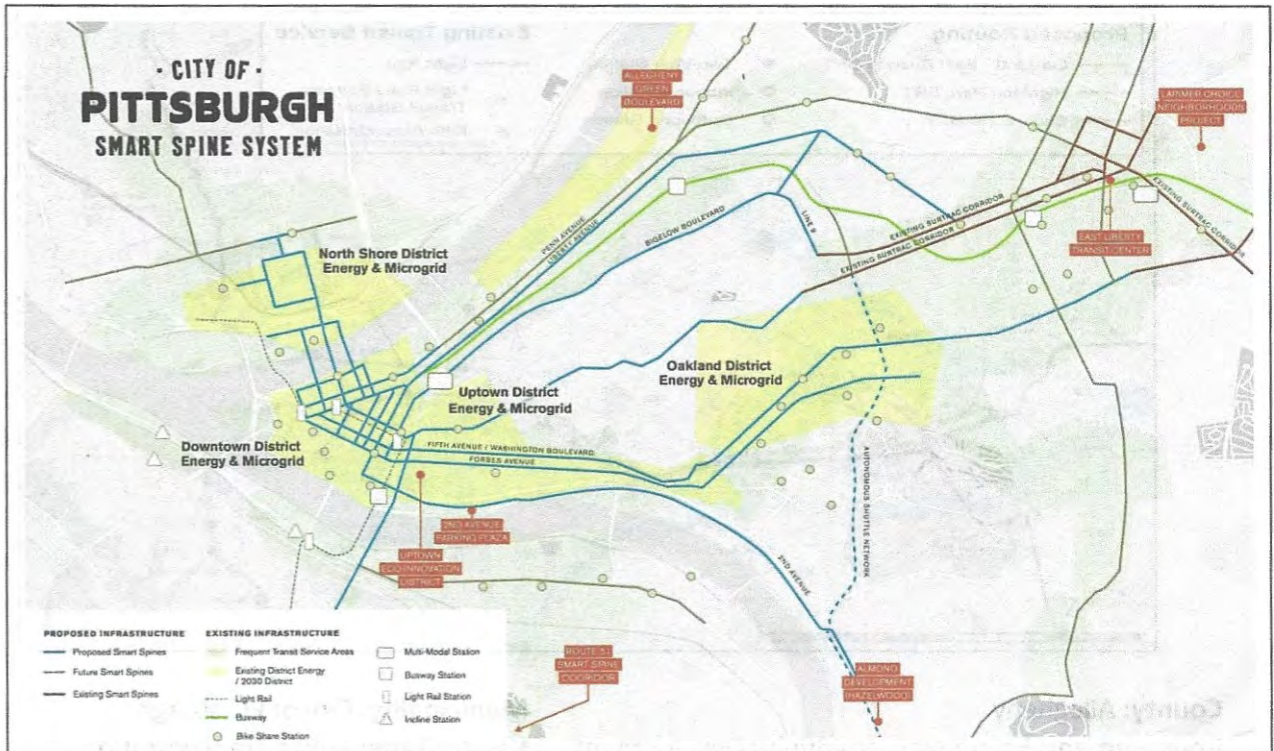 · CITY OF ·
PITTSBURGH
SMART SPINE SYSTEM
ALLEGHENY
GREEN
BOULEVARD
LARIMER CHOICE
NEIGHBORHOODS
PROJECT
PENN AVENUE
LIBERTY AVENUE
BIGELOW BOULEVARD
EXISTING SURTRAC CORRIDOR
EXISTING SURTRAC CORRIDOR
EXISTING SURTRAC CORRIDOR
EAST LIBERTY
TRANSIT CENTER
North Shore District
Energy & Microgrid
Oakland District
Energy & Microgrid
Uptown District
Energy & Microgrid
Downtown District
Energy & Microgrid
FIFTH AVENUE / WASHINGTON BOULEVARD
FORBES AVENUE
AUTONOMOUS SHUTTLE NETWORK
2ND AVENUE
PARKING PLAZA
UPTOWN
ECO-INNOVATION
DISTRICT
2ND AVENUE
ROUTE 51
SMART SPINE
CORRIDOR
ALMONO
DEVELOPMENT
(HAZELWOOD)
PROPOSED INFRASTRUCTURE
Proposed Smart Spines
Future Smart Spines
Existing Smart Spines
EXISTING INFRASTRUCTURE
Frequent Transit Service Areas
Existing District Energy
/ 2030 District
Light Rail
Busway
Bike Share Station
Multi-Modal Station
Busway Station
Light Rail Station
Incline Station